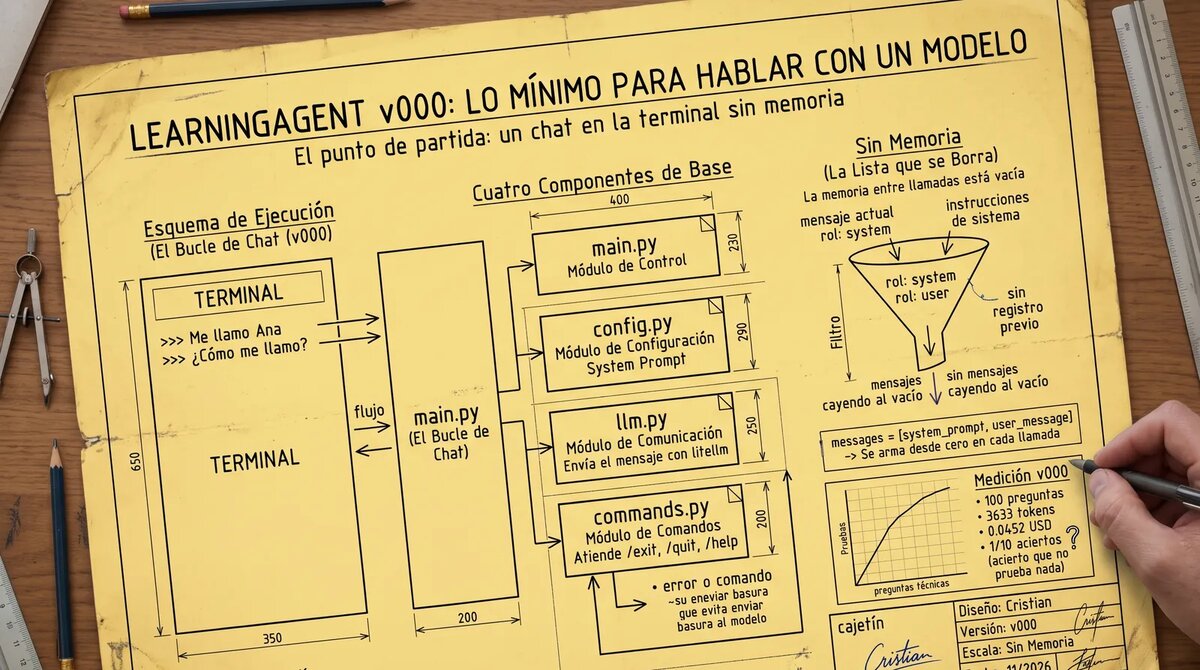 LEARNINGAGENT v000: LO MÍNIMO PARA HABLAR CON UN MODELO
El punto de partida: un chat en la terminal sin memoria
Esquema de Ejecución
(El Bucle de Chat (v000)
TERMINAL
>>> Me llamo Ana
>>> ¿Cómo me llamo?
TERMINAL
650
350
flujo
main.py
(El Bucle de
Chat)
200
Cuatro Componentes de Base
400
main.py
Módulo de Control
230
config.py
Módulo de Configuración
System Prompt
290
llm.py
Módulo de Comunicación
Envía el mensaje con litellm
250
commands.py
Módulo de Comandos
Atiende /exit, /quit, /help
200
• error o comando
~su eneviar basura
que evita enviar
basura al modelo
Sin Memoria
(La Lista que se Borra)
La memoria entre llamadas está vacía
mensaje actual
rol: system
instrucciones
de sistema
rol: system
rol: user
sin
registro
previo
Filtro
mensajes
cayendo al vacío
sin mensajes
cayendo al vacío
messages = [system_prompt, user_message]
-> Se arma desde cero en cada llamada
Pruebas
preguntas técnicas
Medición v000
• 100 preguntas
• 3633 tokens
• 0.0452 USD
• 1/10 aciertos
(acierto que no
prueba nada)
?
cajetín
Cristian
Diseño: Cristian
Versión: v000
Cristian
Escala: Sin Memoria
11/2026